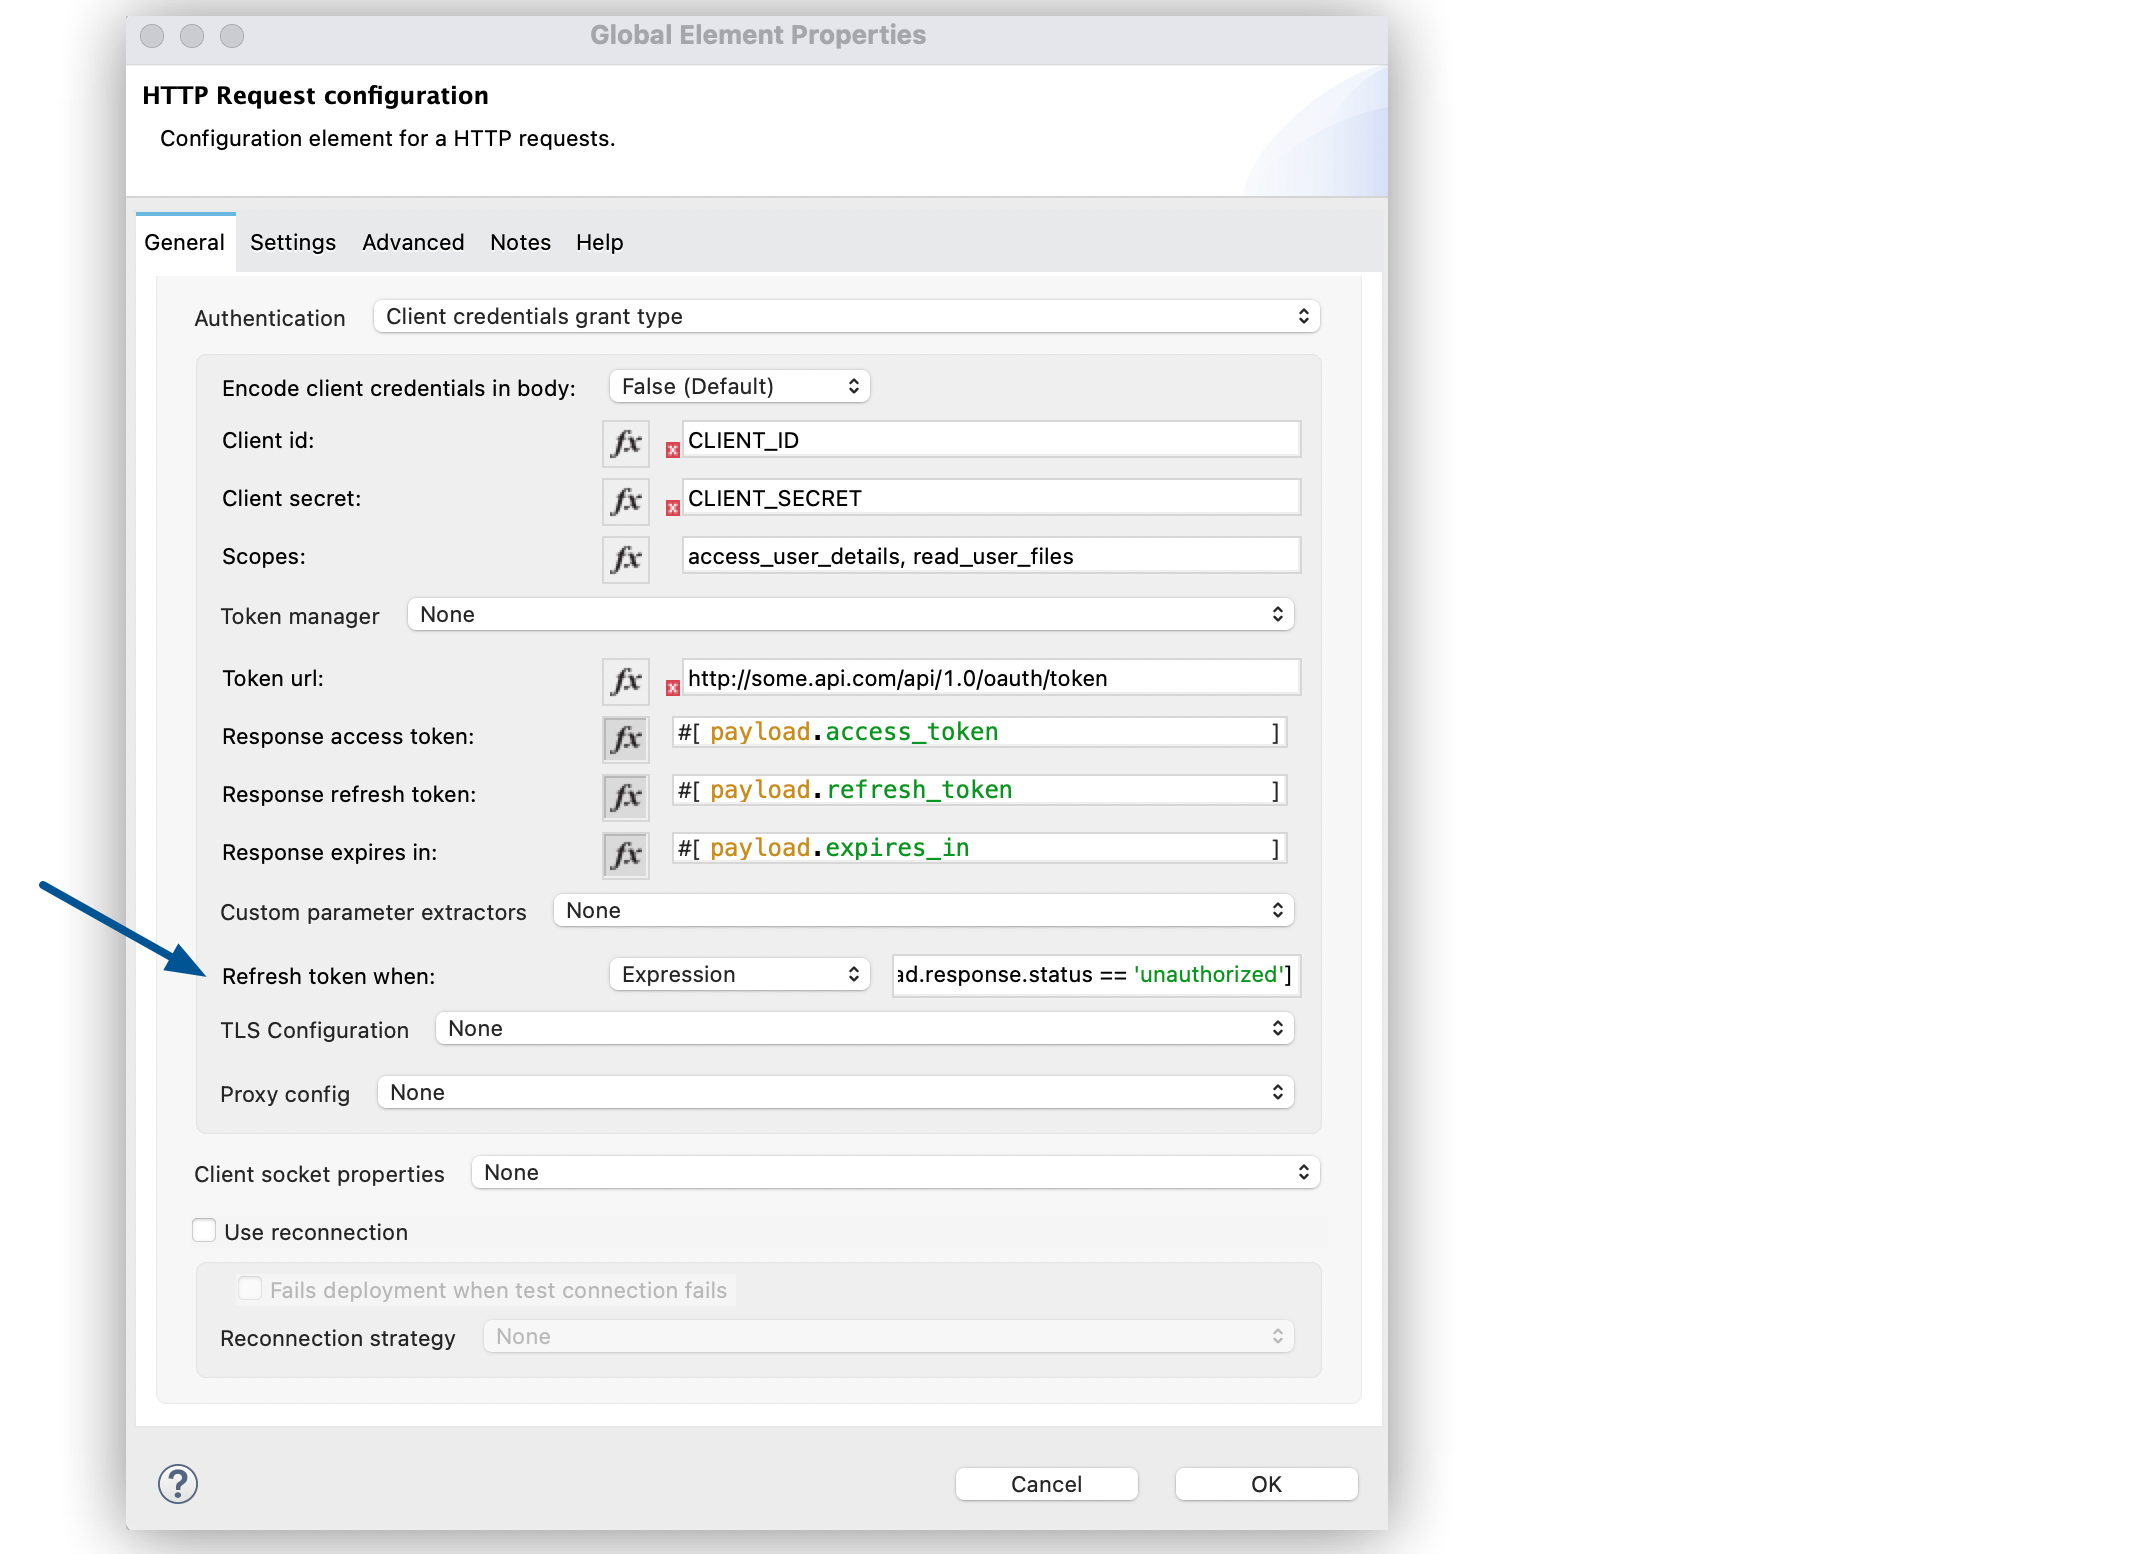 Global Element Properties
HTTP Request configuration
Configuration element for a HTTP requests.
General Settings Advanced Notes Help
Authentication Client credentials grant type
Encode client credentials in body: False (Default)
Client id: fx CLIENT_ID
Client secret: fx CLIENT_SECRET
Scopes: fx access_user_details, read_user_files
Token manager None
Token url: fx http://some.api.com/api/1.0/oauth/token
Response access token: fx #[ payload.access_token ]
Response refresh token: fx #[ payload.refresh_token ]
Response expires in: fx #[ payload.expires_in ]
Custom parameter extractors None
Refresh token when: Expression ad.response.status == 'unauthorized']
TLS Configuration None
Proxy config None
Client socket properties None
Use reconnection
Fails deployment when test connection fails
Reconnection strategy None
? Cancel OK